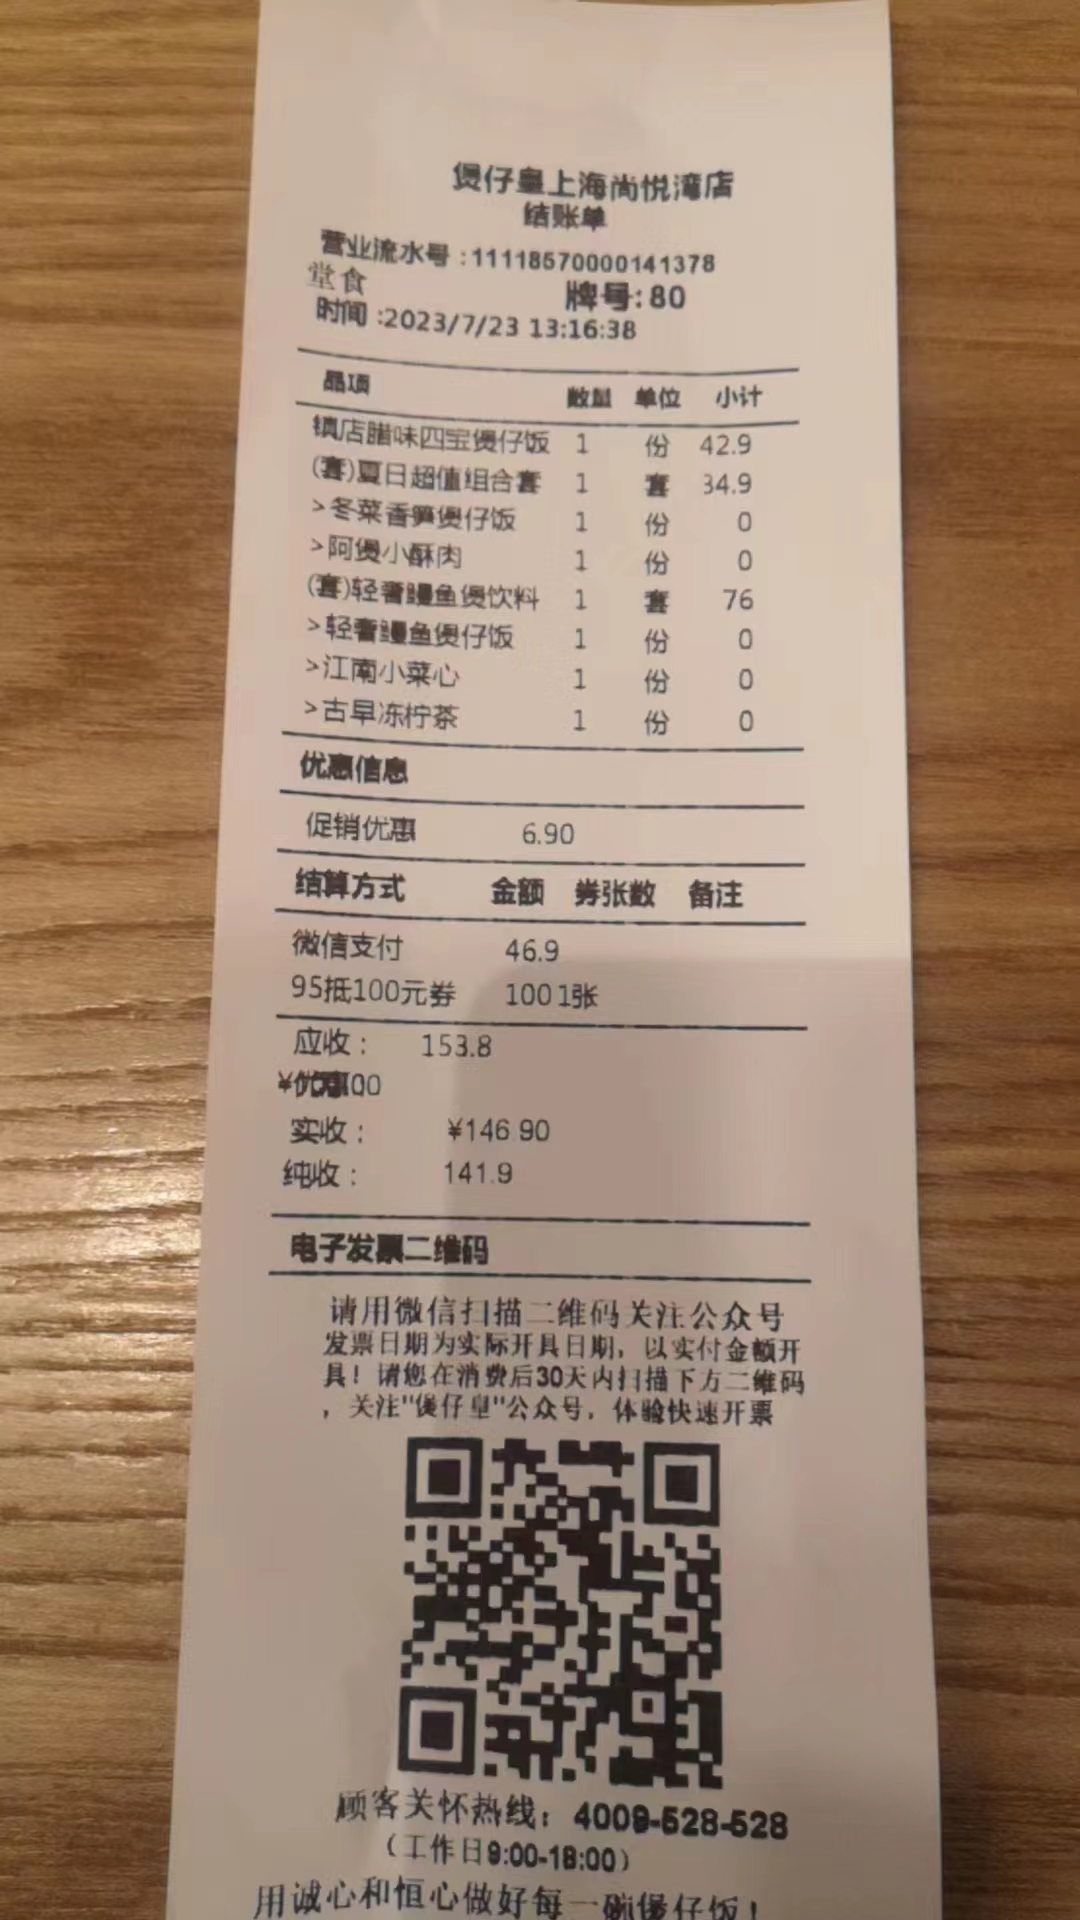 煲仔皇上海尚悦湾店
结账单
营业流水号:11118570000141378
堂食 牌号:80
时间:2023/7/23 13:16:38
品项 数量 单位 小计
镇店腊味四宝煲仔饭 1 份 42.9
(套)夏日超值组合套 1 套 34.9
>冬菜香笋煲仔饭 1 份 0
>阿煲小酥肉 1 份 0
(套)轻奢鳗鱼煲饮料 1 套 76
>轻奢鳗鱼煲仔饭 1 份 0
>江南小菜心 1 份 0
>古早冻柠茶 1 份 0
优惠信息
促销优惠 6.90
结算方式 金额 券张数 备注
微信支付 46.9
95抵100元券 100 1张
应收: 153.8
优惠
实收: ¥146.90
纯收: 141.9
电子发票二维码
请用微信扫描二维码关注公众号
发票日期为实际开具日期，以实付金额开
具！请您在消费后30天内扫描下方二维码
，关注"煲仔皇"公众号，体验快速开票
顾客关怀热线：4009-528-528
（工作日9:00-18:00）
用诚心和恒心做好每一碗煲仔饭！